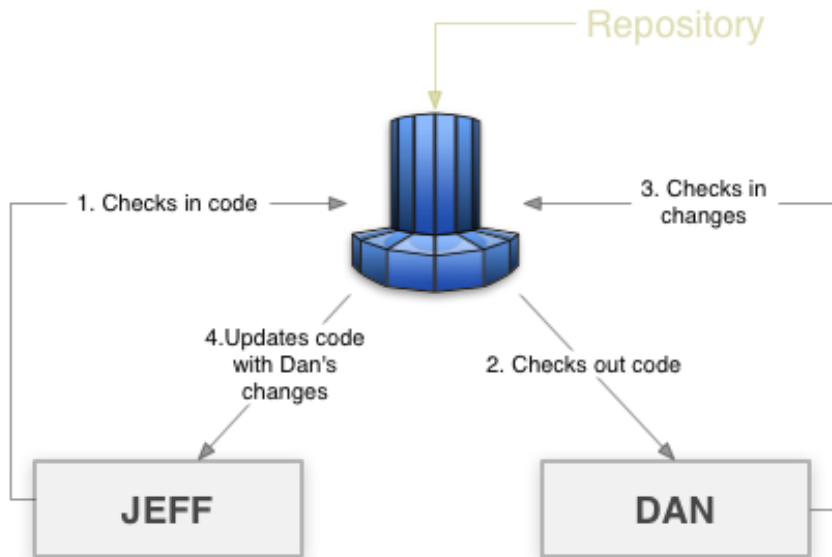 Repository
1. Checks in code
3. Checks in
changes
4.Updates code
with Dan's
changes
2. Checks out code
JEFF
DAN